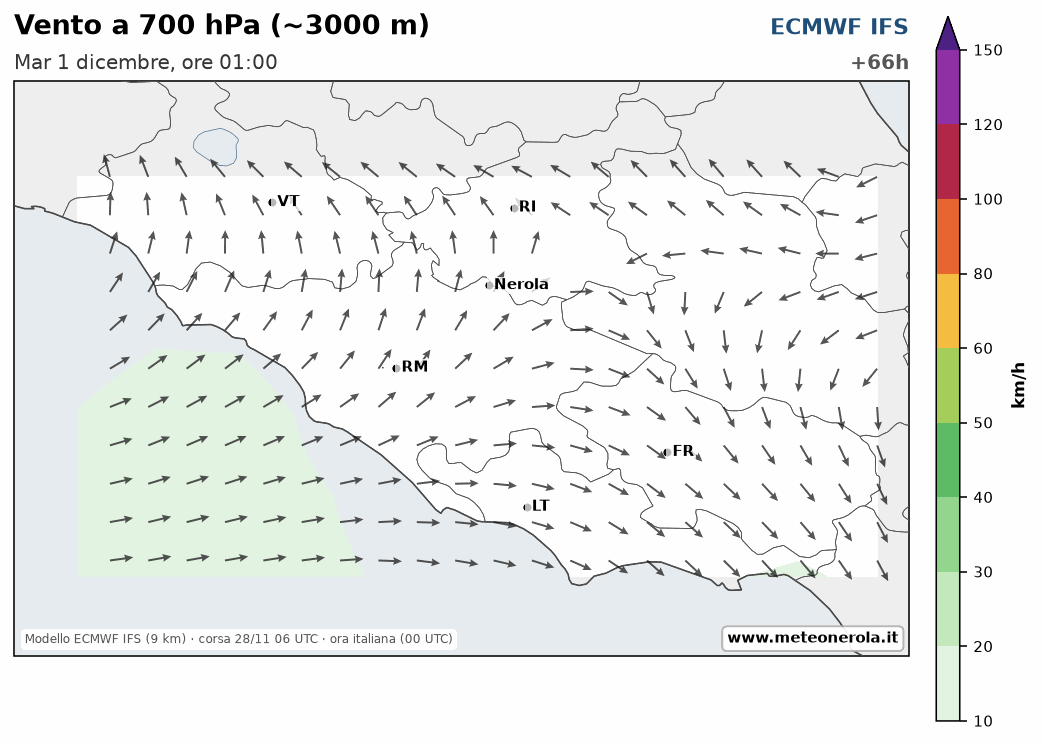 Vento a 700 hPa (~3000 m)
ECMWF IFS
Mar 1 dicembre, ore 01:00
+66h
VT
RI
Nerola
RM
FR
LT
150
120
100
80
60
50
40
30
20
10
km/h
Modello ECMWF IFS (9 km) · corsa 28/11 06 UTC · ora italiana (00 UTC)
www.meteonerola.it